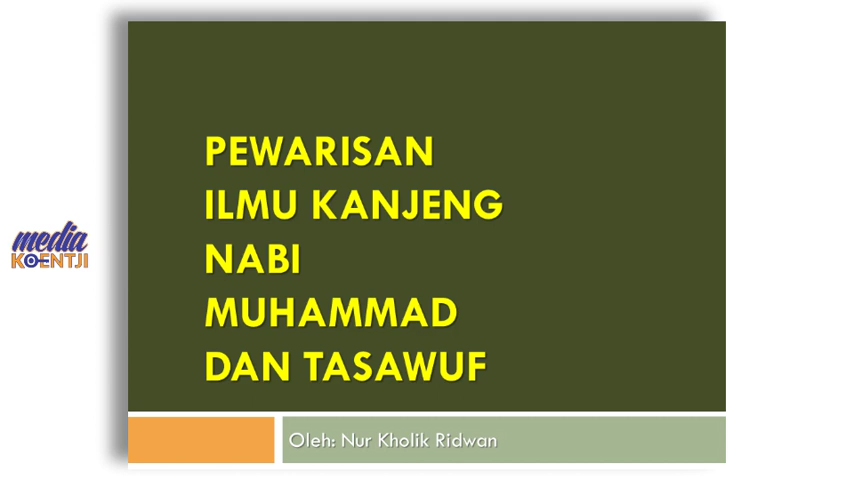 media
KOENTJI
PEWARISAN
ILMU KANJENG
NABI
MUHAMMAD
DAN TASAWUF
Oleh: Nur Kholik Ridwan